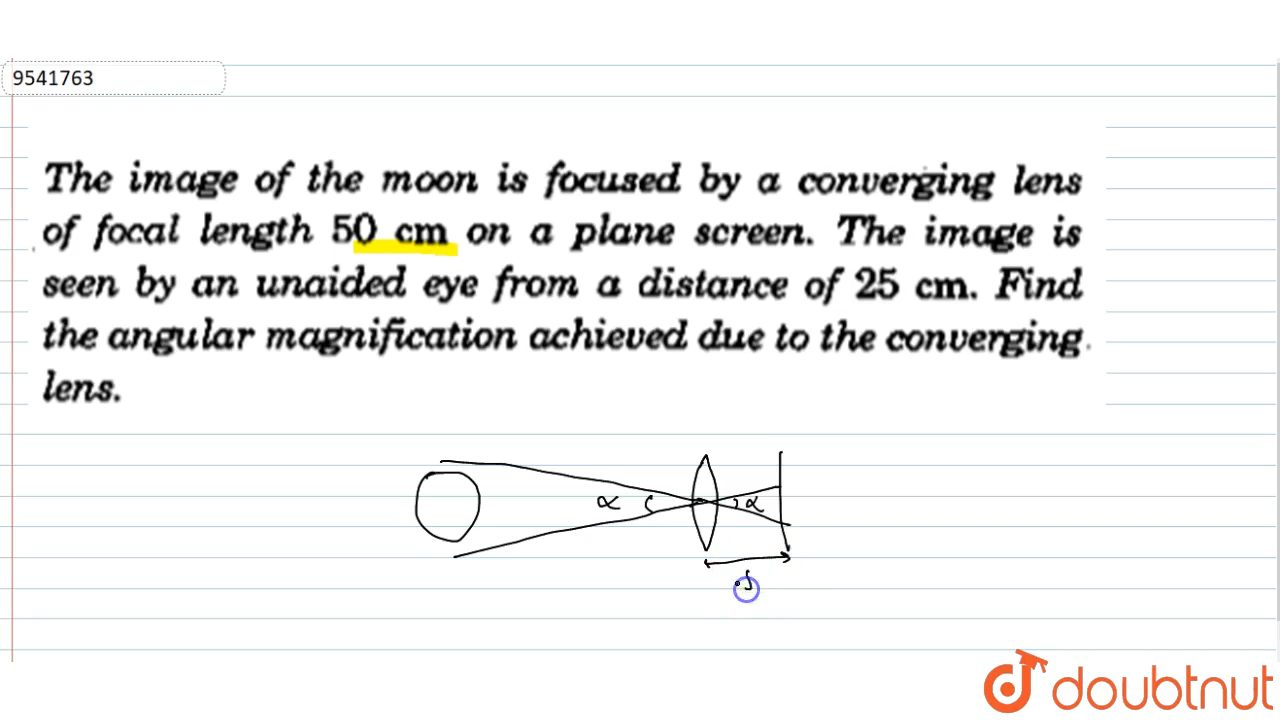 9541763
The image of the moon is focused by a converging lens
of focal length 50 cm on a plane screen. The image is
seen by an unaided eye from a distance of 25 cm. Find
the angular magnification achieved due to the converging
lens.
α α
f
doubtnut